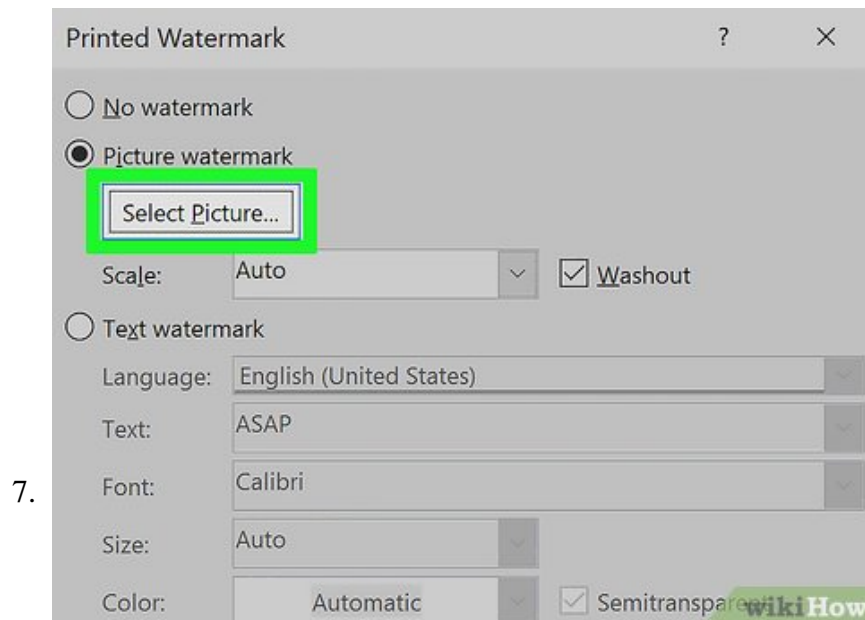 Printed Watermark ?
No watermark
Picture watermark
Select Picture...
Scale: Auto Washout
Text watermark
Language: English (United States)
Text: ASAP
7. Font: Calibri
Size: Auto
Color: Automatic Semitransparent
wikiHow